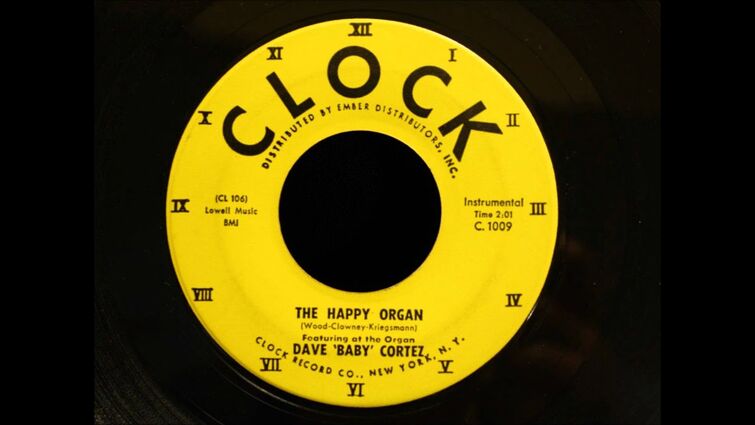 CLOCK
DISTRIBUTED BY EMBER DISTRIBUTORS, INC.
XII
I
II
III
IV
V
VI
VII
VIII
IX
X
XI
(CL 106)
Lowell Music
BMI
Instrumental
Time 2:01
C. 1009
THE HAPPY ORGAN
(Wood-Clowney-Kriegsmann)
Featuring at the Organ
DAVE 'BABY' CORTEZ
CLOCK RECORD CO., NEW YORK, N. Y.